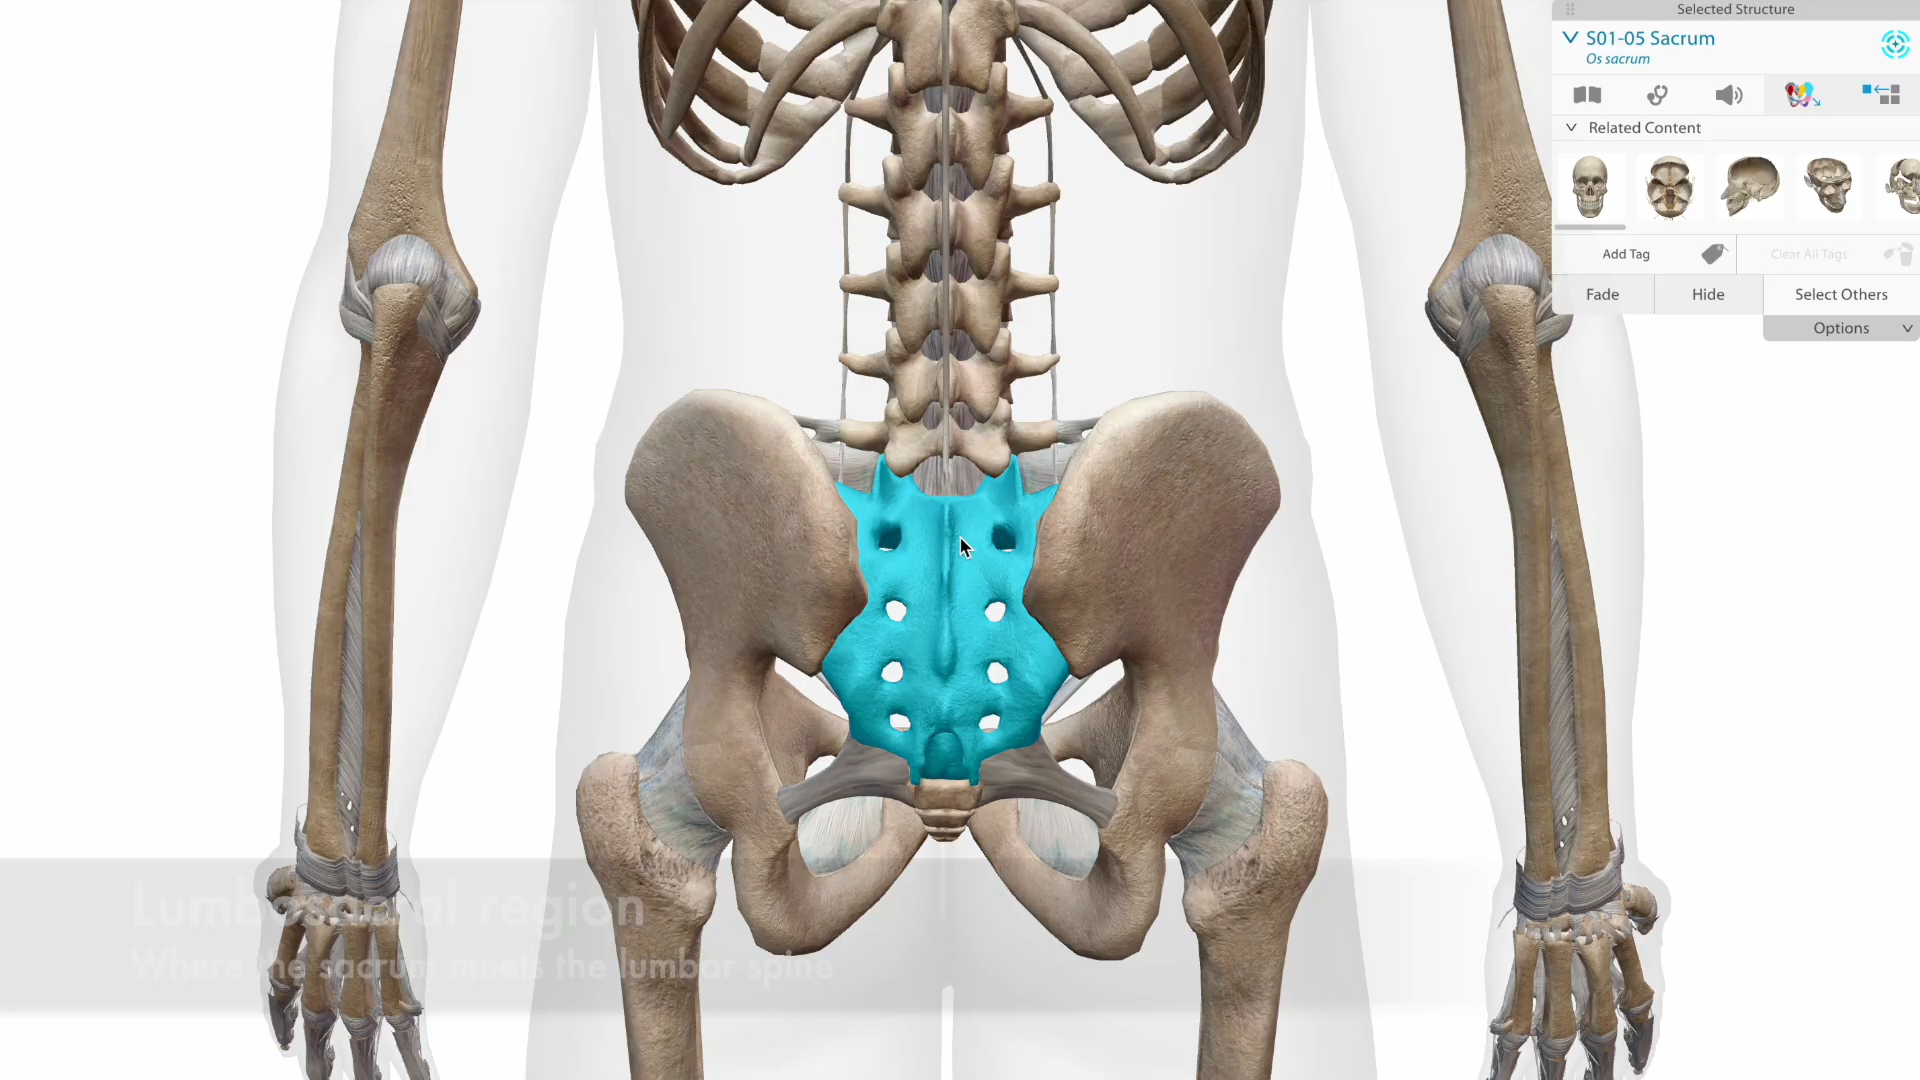 Selected Structure
S01-05 Sacrum
Os sacrum
Related Content
Add Tag
Clear All Tags
Fade
Hide
Select Others
Options
Lumbosacral region
Where the sacrum meets the lumbar spine